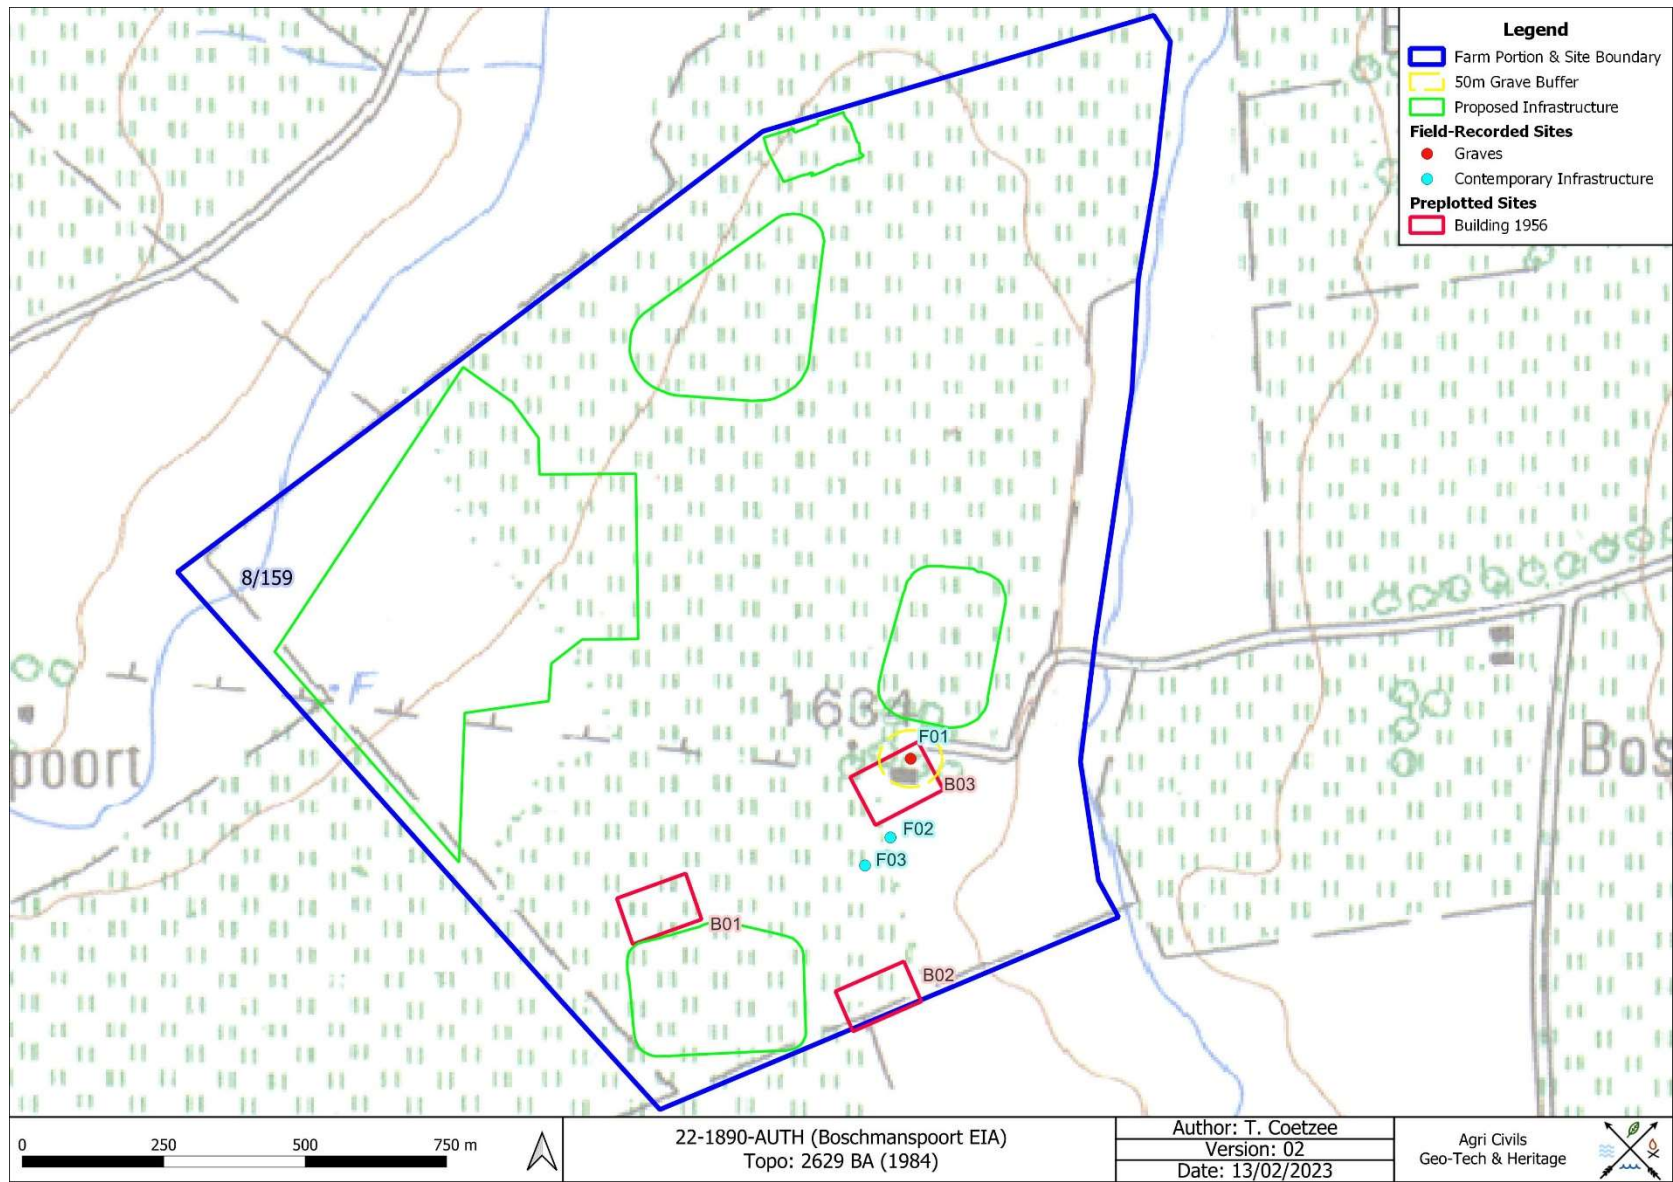 Legend
Farm Portion & Site Boundary
50m Grave Buffer
Proposed Infrastructure
Field-Recorded Sites
Graves
Contemporary Infrastructure
Preplotted Sites
Building 1956
8/159
F
1634
F01
B03
F02
F03
B01
B02
poort
Bos
0 250 500 750 m
22-1890-AUTH (Boschmanspoort EIA)
Topo: 2629 BA (1984)
Author: T. Coetzee
Version: 02
Date: 13/02/2023
Agri Civils
Geo-Tech & Heritage